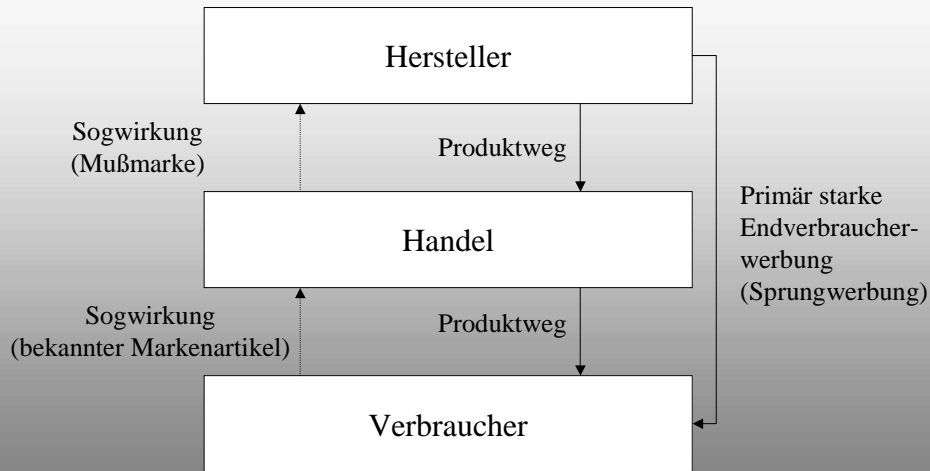 Hersteller
Sogwirkung
(Mußmarke)
Produktweg
Primär starke
Endverbraucher-
werbung
(Sprungwerbung)
Handel
Sogwirkung
(bekannter Markenartikel)
Produktweg
Verbraucher